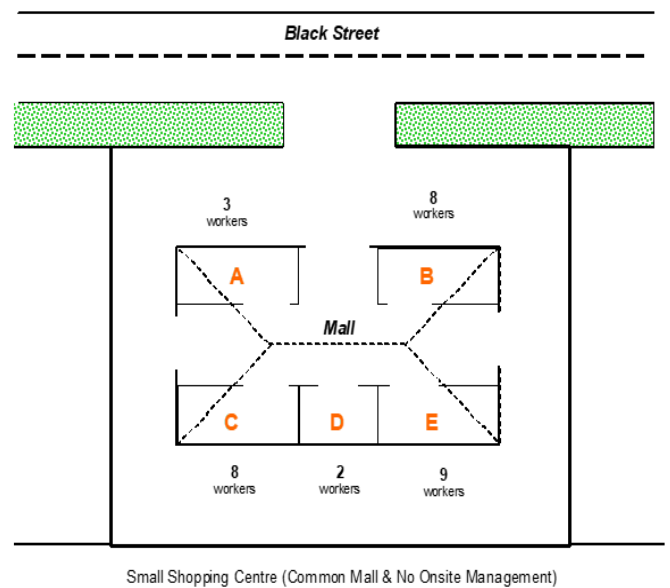 Black Street
3
workers
8
workers
A
B
Mall
C
D
E
8
workers
2
workers
9
workers
Small Shopping Centre (Common Mall & No Onsite Management)